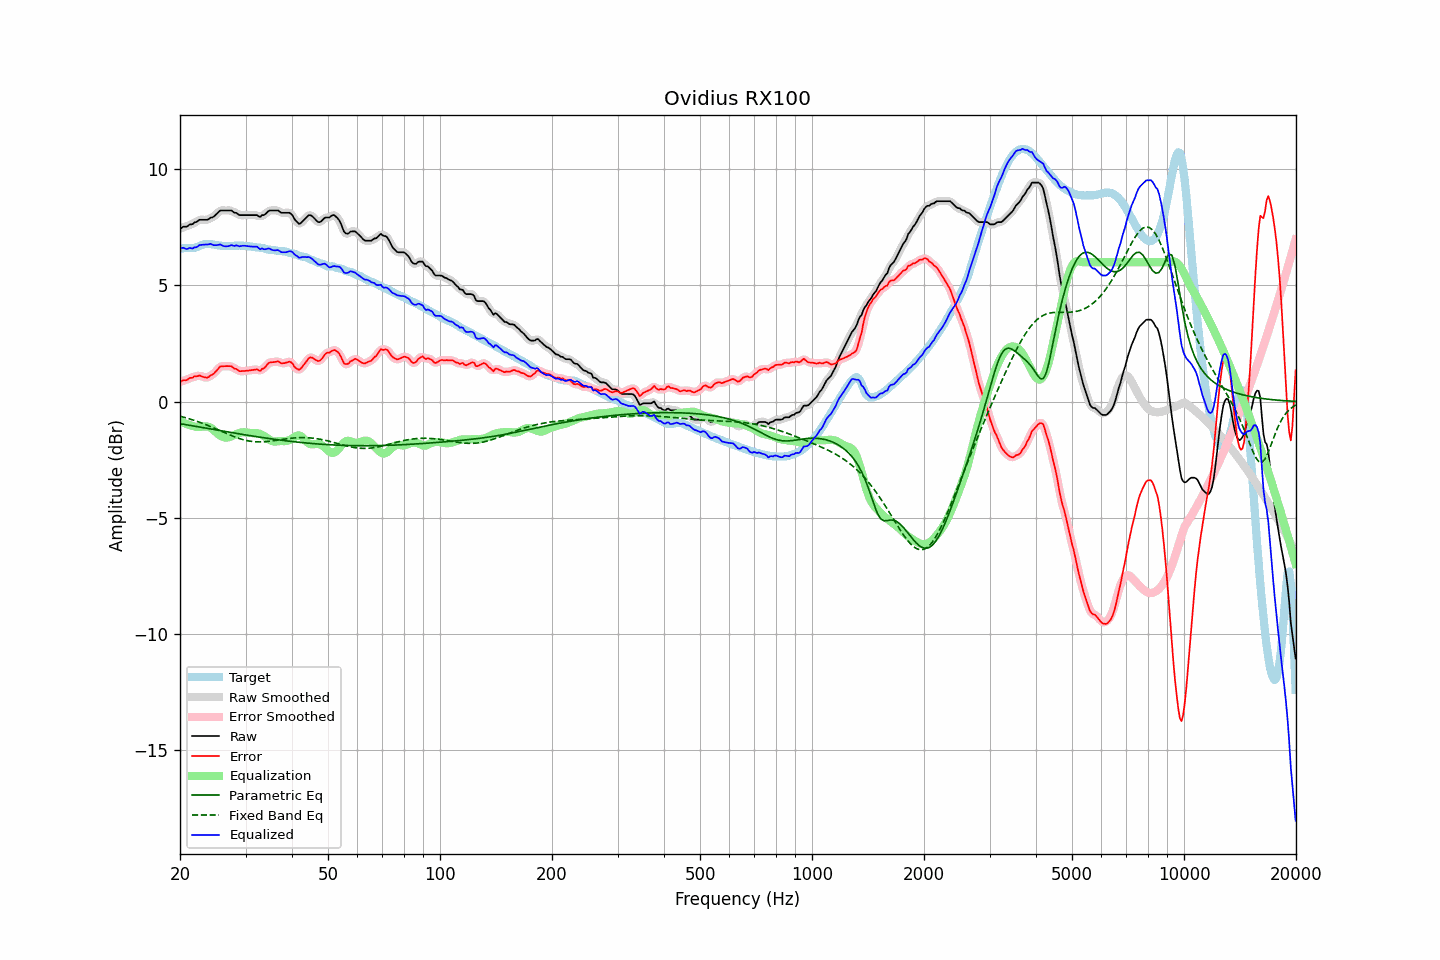 Ovidius RX100
Amplitude (dBr)
10
5
0
−5
−10
−15
Target
Raw Smoothed
Error Smoothed
Raw
Error
Equalization
Parametric Eq
Fixed Band Eq
Equalized
20 50 100 200 500 1000 2000 5000 10000 20000
Frequency (Hz)